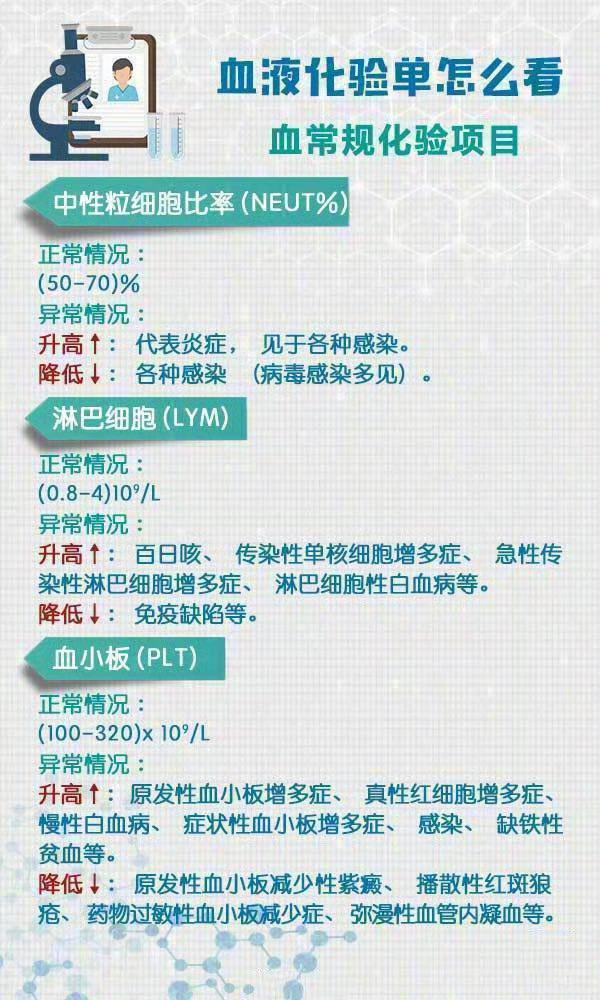 血液化验单怎么看
血常规化验项目
中性粒细胞比率(NEUT%)
正常情况：
(50-70)%
异常情况：
升高↑：代表炎症，见于各种感染。
降低↓：各种感染（病毒感染多见）。
淋巴细胞(LYM)
正常情况：
(0.8-4)10⁹/L
异常情况：
升高↑：百日咳、传染性单核细胞增多症、急性传
染性淋巴细胞增多症、淋巴细胞性白血病等。
降低↓：免疫缺陷等。
血小板(PLT)
正常情况：
(100-320)x 10⁹/L
异常情况：
升高↑：原发性血小板增多症、真性红细胞增多症、
慢性白血病、症状性血小板增多症、感染、缺铁性
贫血等。
降低↓：原发性血小板减少性紫癜、播散性红斑狼
疮、药物过敏性血小板减少症、弥漫性血管内凝血等。